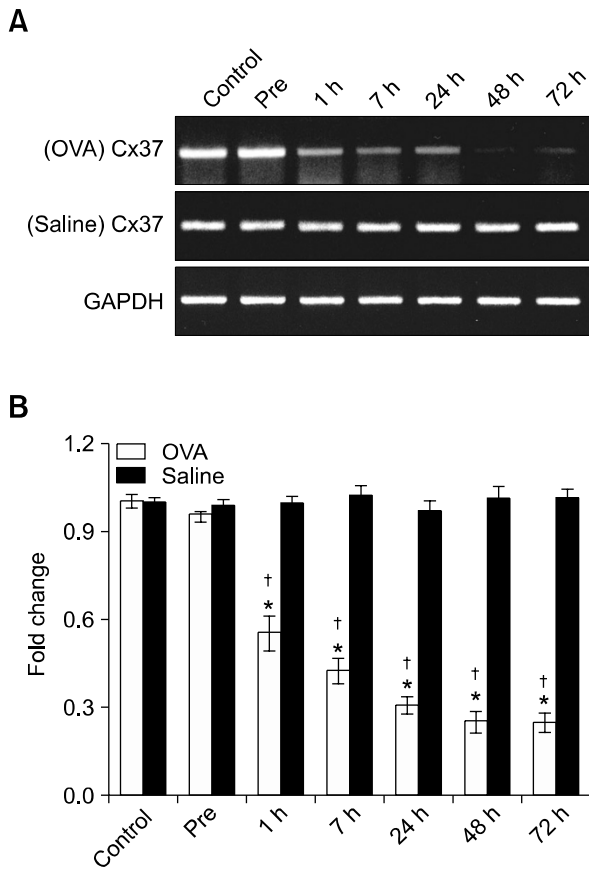 A
Control Pre 1 h 7 h 24 h 48 h 72 h
(OVA) Cx37
(Saline) Cx37
GAPDH
B
1.2
OVA
Saline
0.9
0.6
0.3
0.0
Fold change
† † † † †
* * * * *
Control Pre 1 h 7 h 24 h 48 h 72 h